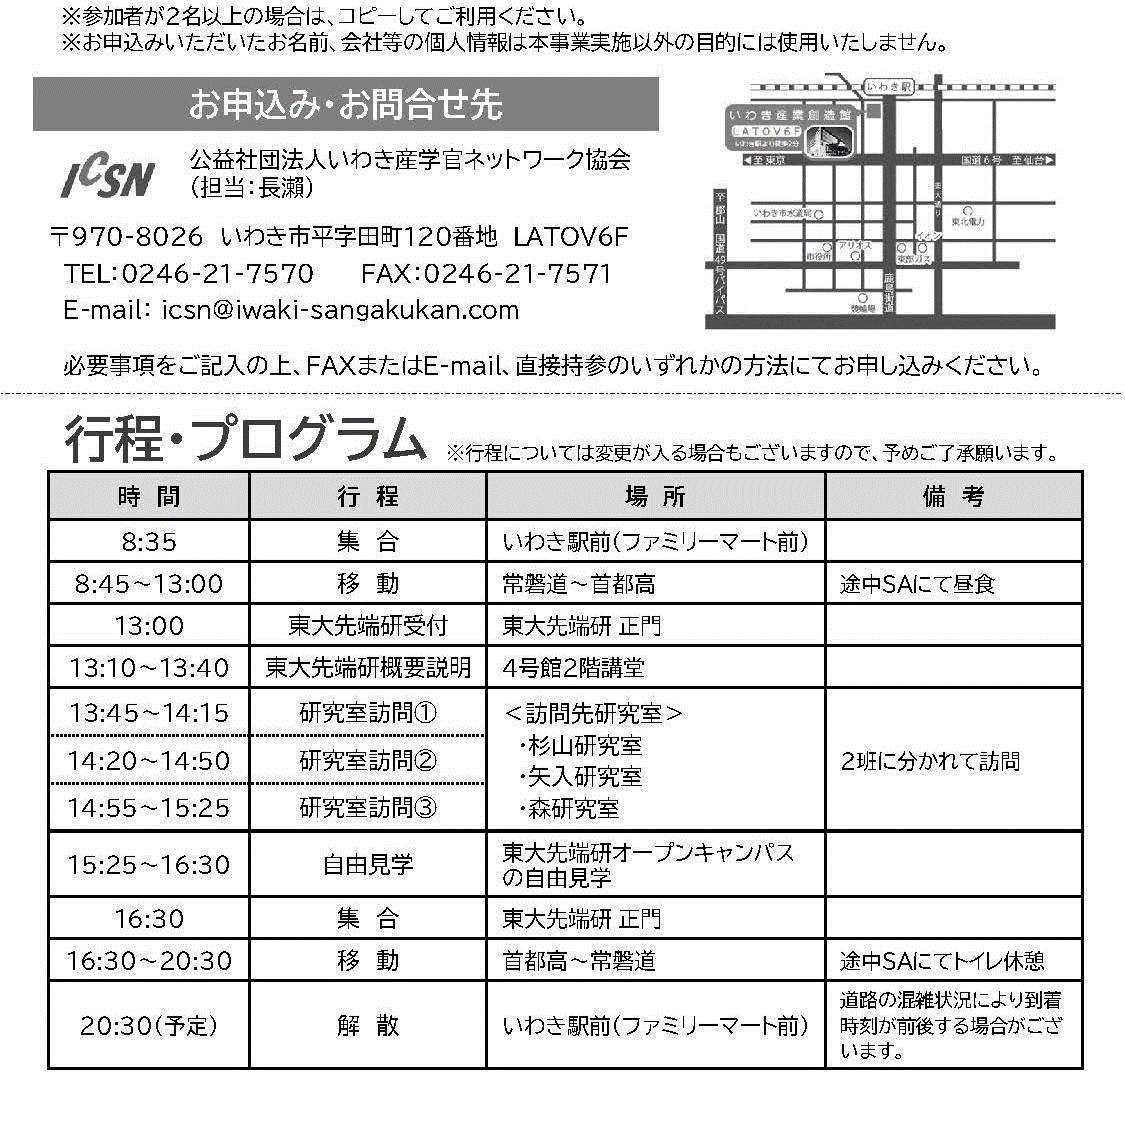 ※参加者が2名以上の場合は、コピーしてご利用ください。
※お申込みいただいたお名前、会社等の個人情報は本事業実施以外の目的には使用いたしません。
お申込み・お問合せ先
ICSN
公益社団法人いわき産学官ネットワーク協会
(担当:長瀬)
〒970-8026 いわき市平字田町120番地 LATOV6F
TEL:0246-21-7570 FAX:0246-21-7571
E-mail: icsn@iwaki-sangakukan.com
いわき駅
いわき産業創造館
LATOV6F
いわき駅より徒歩2分
◀至東京
国道6号 至仙台▶
至郡山 国道49号バイパス
いわき市水道局
東北電力
イオン
アリオス
市役所
東部ガス
鹿島街道
競輪場
必要事項をご記入の上、FAXまたはE-mail、直接持参のいずれかの方法にてお申し込みください。
行程・プログラム ※行程については変更が入る場合もございますので、予めご了承願います。
時 間 行 程 場 所 備 考
8:35 集 合 いわき駅前(ファミリーマート前)
8:45~13:00 移 動 常磐道~首都高 途中SAにて昼食
13:00 東大先端研受付 東大先端研 正門
13:10~13:40 東大先端研概要説明 4号館2階講堂
13:45~14:15 研究室訪問① <訪問先研究室>
・杉山研究室
14:20~14:50 研究室訪問② 2班に分かれて訪問
・矢入研究室
14:55~15:25 研究室訪問③ ・森研究室
15:25~16:30 自由見学 東大先端研オープンキャンパス
の自由見学
16:30 集 合 東大先端研 正門
16:30~20:30 移 動 首都高~常磐道 途中SAにてトイレ休憩
20:30(予定) 解 散 いわき駅前(ファミリーマート前) 道路の混雑状況により到着
時刻が前後する場合がござ
います。